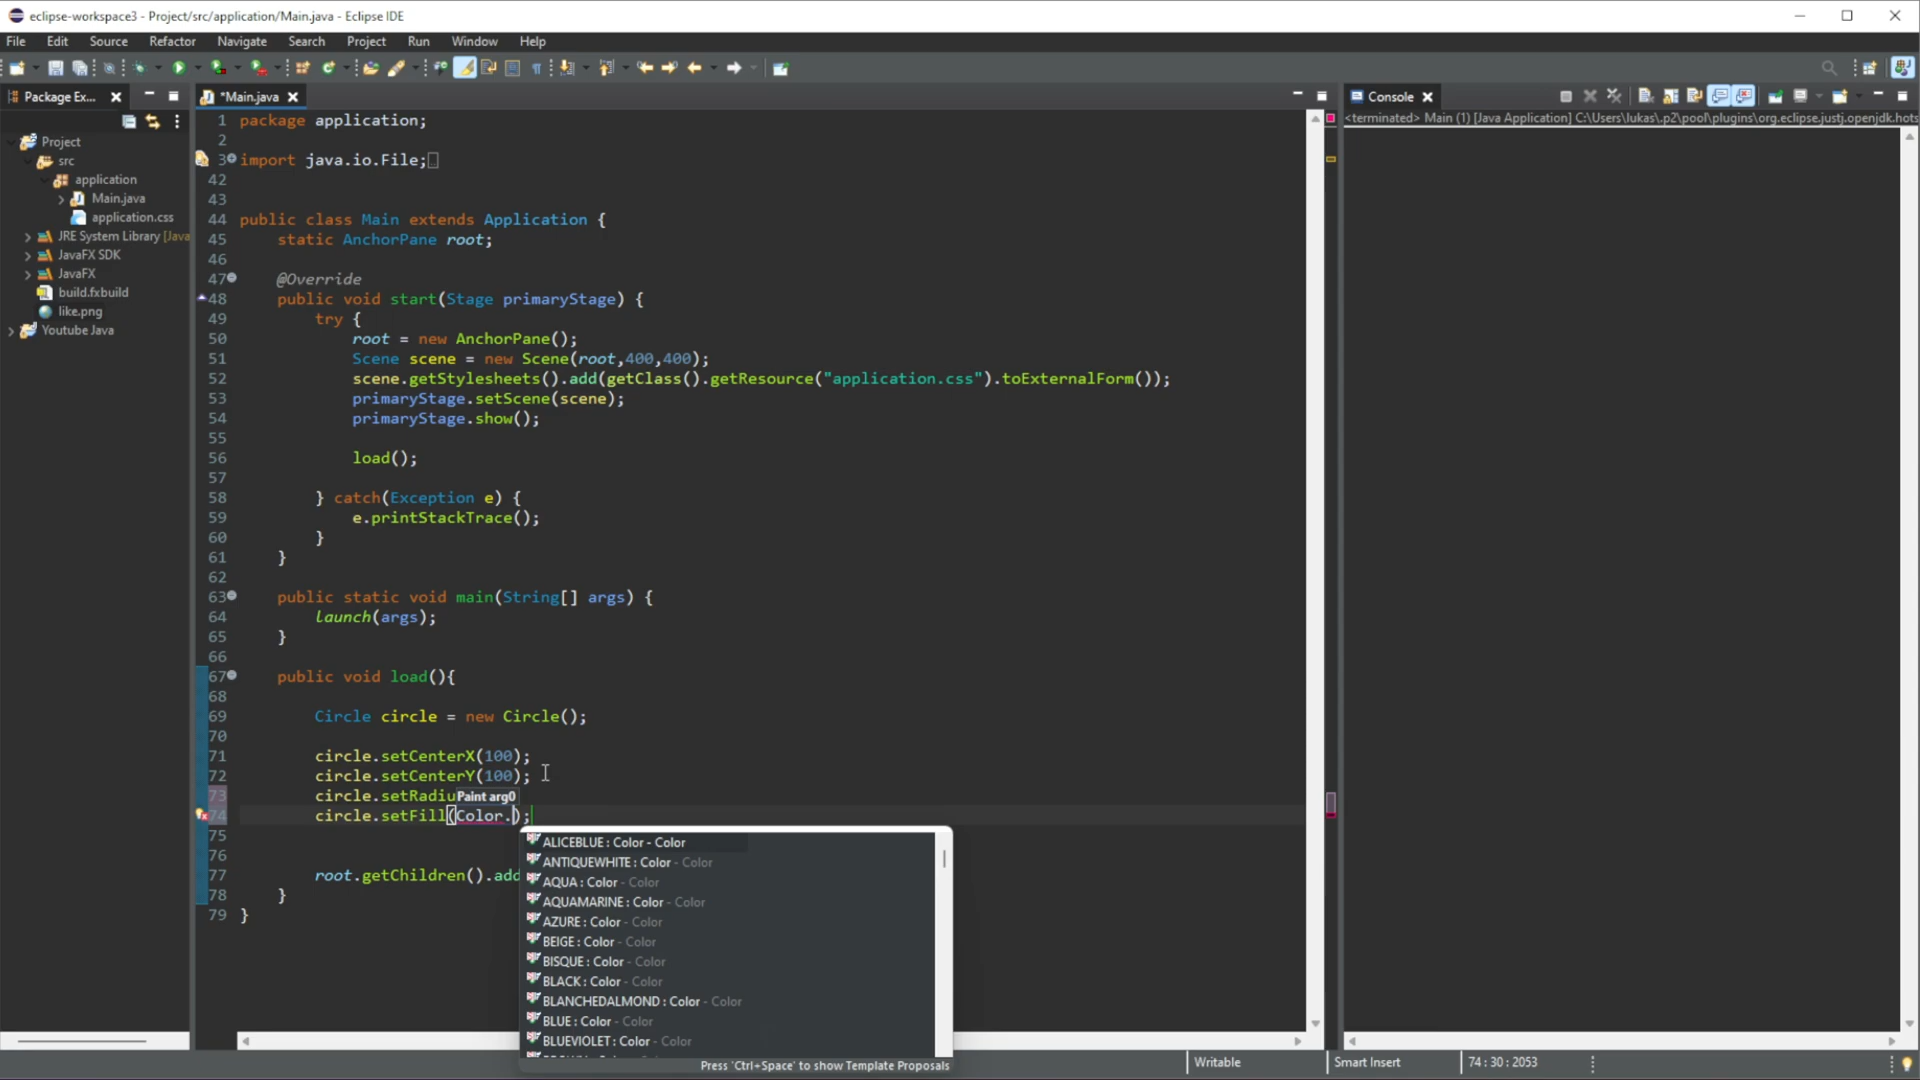 eclipse-workspace3 - Project/src/application/Main.java - Eclipse IDE
File Edit Source Refactor Navigate Search Project Run Window Help
Package Ex...
*Main.java
Console
<terminated> Main (1) [Java Application] C:\Users\lukas\.p2\pool\plugins\org.eclipse.justj.openjdk.hots
Project
src
application
Main.java
application.css
JRE System Library [Java
JavaFX SDK
JavaFX
build.fxbuild
like.png
Youtube Java
1 package application;
2
3 import java.io.File;
42
43
44 public class Main extends Application {
45 static AnchorPane root;
46
47 @Override
48 public void start(Stage primaryStage) {
49 try {
50 root = new AnchorPane();
51 Scene scene = new Scene(root,400,400);
52 scene.getStylesheets().add(getClass().getResource("application.css").toExternalForm());
53 primaryStage.setScene(scene);
54 primaryStage.show();
55
56 load();
57
58 } catch(Exception e) {
59 e.printStackTrace();
60 }
61 }
62
63 public static void main(String[] args) {
64 launch(args);
65 }
66
67 public void load(){
68
69 Circle circle = new Circle();
70
71 circle.setCenterX(100);
72 circle.setCenterY(100);
73 circle.setRadiu
Paint arg0
74 circle.setFill(Color.);
75
76
77 root.getChildren().add
78 }
79 }
ALICEBLUE : Color - Color
ANTIQUEWHITE : Color - Color
AQUA : Color - Color
AQUAMARINE : Color - Color
AZURE : Color - Color
BEIGE : Color - Color
BISQUE : Color - Color
BLACK : Color - Color
BLANCHEDALMOND : Color - Color
BLUE : Color - Color
BLUEVIOLET : Color - Color
Press 'Ctrl+Space' to show Template Proposals
Writable
Smart Insert
74 : 30 : 2053